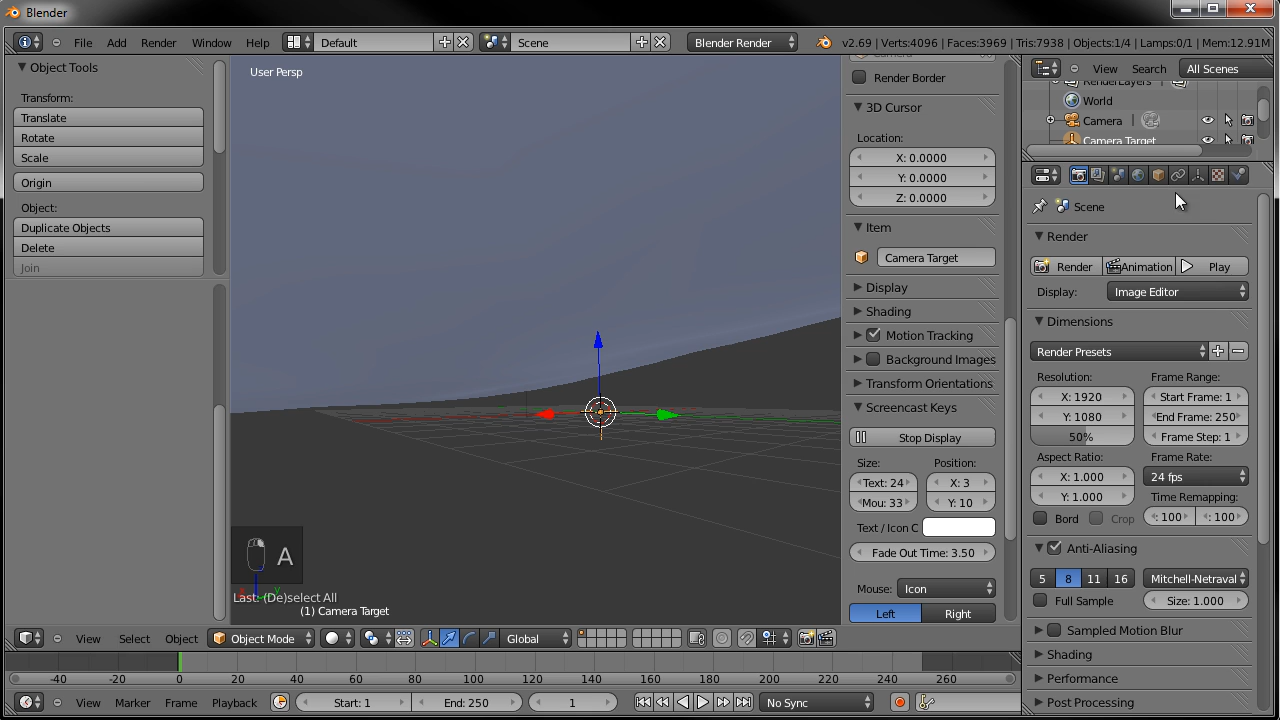 Blender
File Add Render Window Help Default Scene Blender Render v2.69 | Verts:4096 | Faces:3969 | Tris:7938 | Objects:1/4 | Lamps:0/1 | Mem:12.91M
Object Tools
Transform:
Translate
Rotate
Scale
Origin
Object:
Duplicate Objects
Delete
Join
User Persp
A
Last: (De)select All
(1) Camera Target
Render Border
3D Cursor
Location:
X: 0.0000
Y: 0.0000
Z: 0.0000
Item
Camera Target
Display
Shading
Motion Tracking
Background Images
Transform Orientations
Screencast Keys
Stop Display
Size: Position:
Text: 24 X: 3
Mou: 33 Y: 10
Text / Icon C
Fade Out Time: 3.50
Mouse: Icon
Left Right
View Search All Scenes
RenderLayers
World
Camera
Camera Target
Scene
Render
Render Animation Play
Display: Image Editor
Dimensions
Render Presets
Resolution: Frame Range:
X: 1920 Start Frame: 1
Y: 1080 End Frame: 250
50% Frame Step: 1
Aspect Ratio: Frame Rate:
X: 1.000 24 fps
Y: 1.000 Time Remapping:
Bord Crop : 100 : 100
Anti-Aliasing
5 8 11 16 Mitchell-Netraval
Full Sample Size: 1.000
Sampled Motion Blur
Shading
Performance
Post Processing
View Select Object Object Mode Global
-40 -20 0 20 40 60 80 100 120 140 160 180 200 220 240 260
View Marker Frame Playback Start: 1 End: 250 1 No Sync